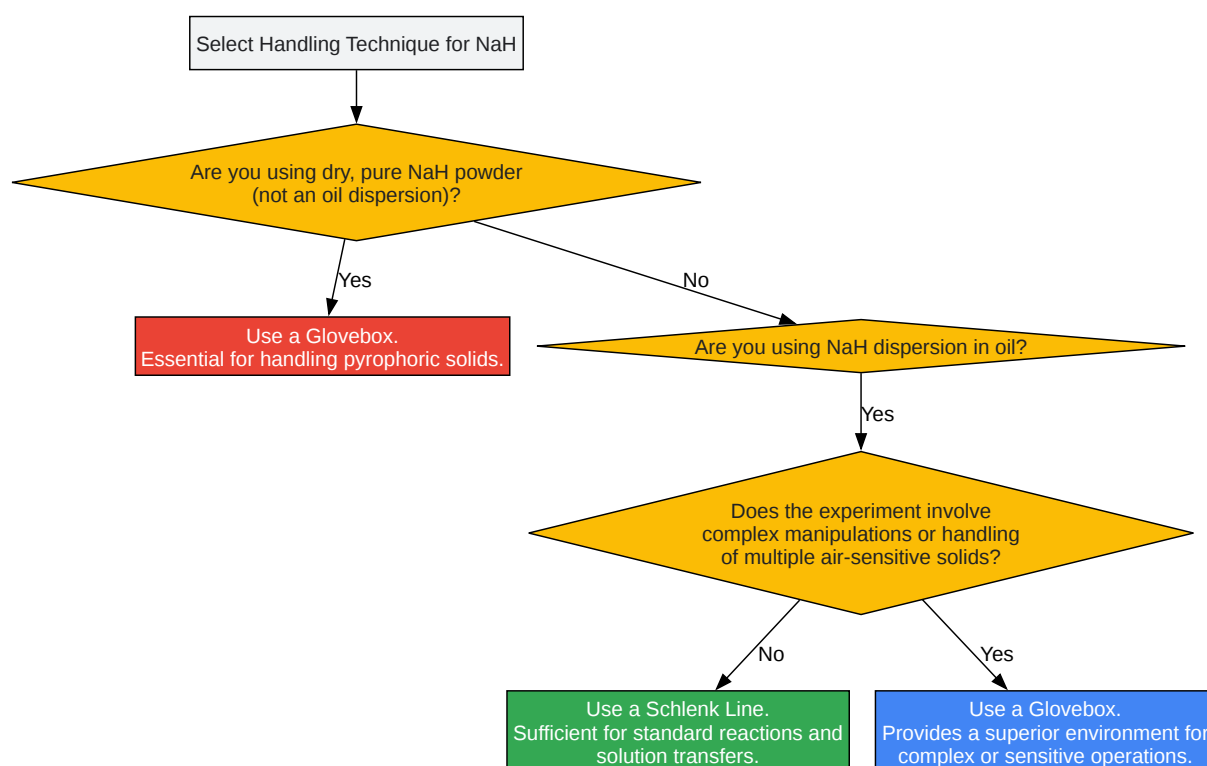 Select Handling Technique for NaH
Are you using dry, pure NaH powder
(not an oil dispersion)?
Yes
No
Use a Glovebox.
Essential for handling pyrophoric solids.
Are you using NaH dispersion in oil?
Yes
Does the experiment involve
complex manipulations or handling
of multiple air-sensitive solids?
No
Yes
Use a Schlenk Line.
Sufficient for standard reactions and
solution transfers.
Use a Glovebox.
Provides a superior environment for
complex or sensitive operations.